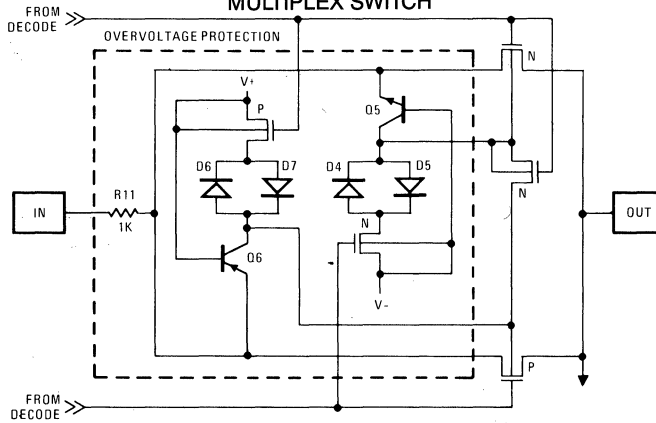 MULTIPLEX SWITCH
FROM
DECODE
OVERVOLTAGE PROTECTION
N
V+
P
Q5
D6
D7
D4
D5
R11
N
IN
1K
N
OUT
Q6
V-
P
FROM
DECODE